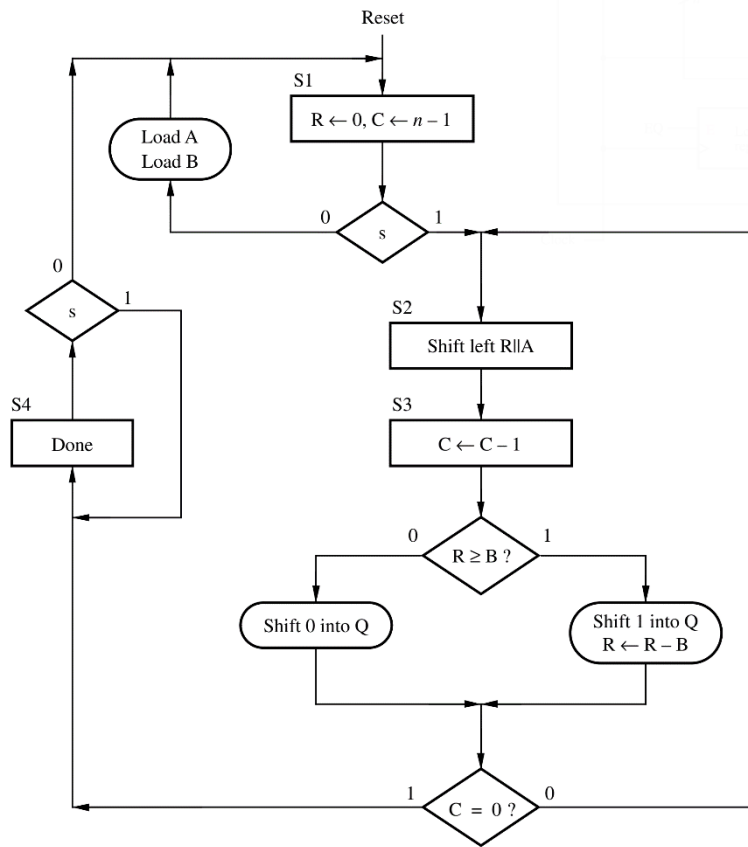 Reset
S1
R ← 0, C ← n – 1
Load A
Load B
0
s
1
0
s
1
S2
Shift left R||A
S4
Done
S3
C ← C – 1
0
R ≥ B ?
1
Shift 0 into Q
Shift 1 into Q
R ← R – B
1
C = 0 ?
0